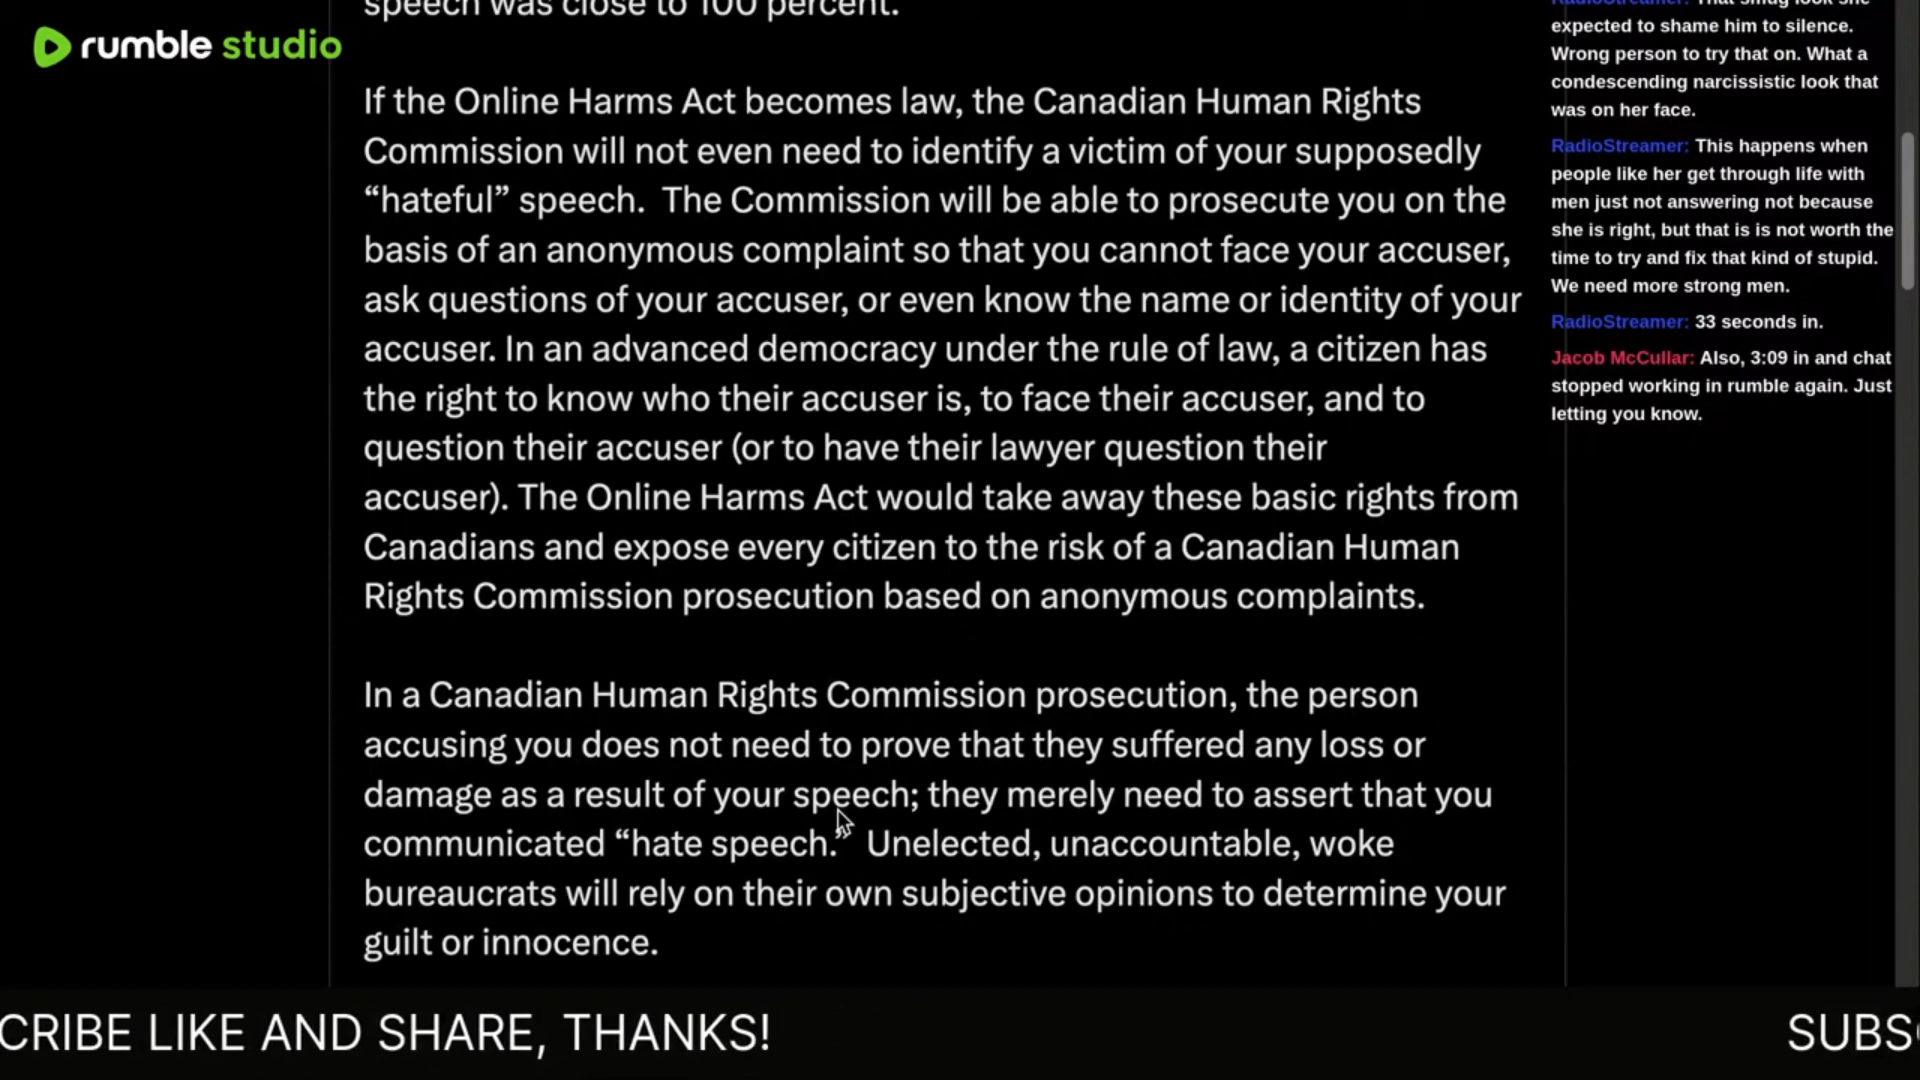 speech was close to 100 percent.
rumble studio
If the Online Harms Act becomes law, the Canadian Human Rights
Commission will not even need to identify a victim of your supposedly
“hateful” speech.  The Commission will be able to prosecute you on the
basis of an anonymous complaint so that you cannot face your accuser,
ask questions of your accuser, or even know the name or identity of your
accuser. In an advanced democracy under the rule of law, a citizen has
the right to know who their accuser is, to face their accuser, and to
question their accuser (or to have their lawyer question their
accuser). The Online Harms Act would take away these basic rights from
Canadians and expose every citizen to the risk of a Canadian Human
Rights Commission prosecution based on anonymous complaints.
In a Canadian Human Rights Commission prosecution, the person
accusing you does not need to prove that they suffered any loss or
damage as a result of your speech; they merely need to assert that you
communicated “hate speech.”  Unelected, unaccountable, woke
bureaucrats will rely on their own subjective opinions to determine your
guilt or innocence.
RadioStreamer: That smug look she
expected to shame him to silence.
Wrong person to try that on. What a
condescending narcissistic look that
was on her face.
RadioStreamer: This happens when
people like her get through life with
men just not answering not because
she is right, but that is is not worth the
time to try and fix that kind of stupid.
We need more strong men.
RadioStreamer: 33 seconds in.
Jacob McCullar: Also, 3:09 in and chat
stopped working in rumble again. Just
letting you know.
CRIBE LIKE AND SHARE, THANKS!
SUBS